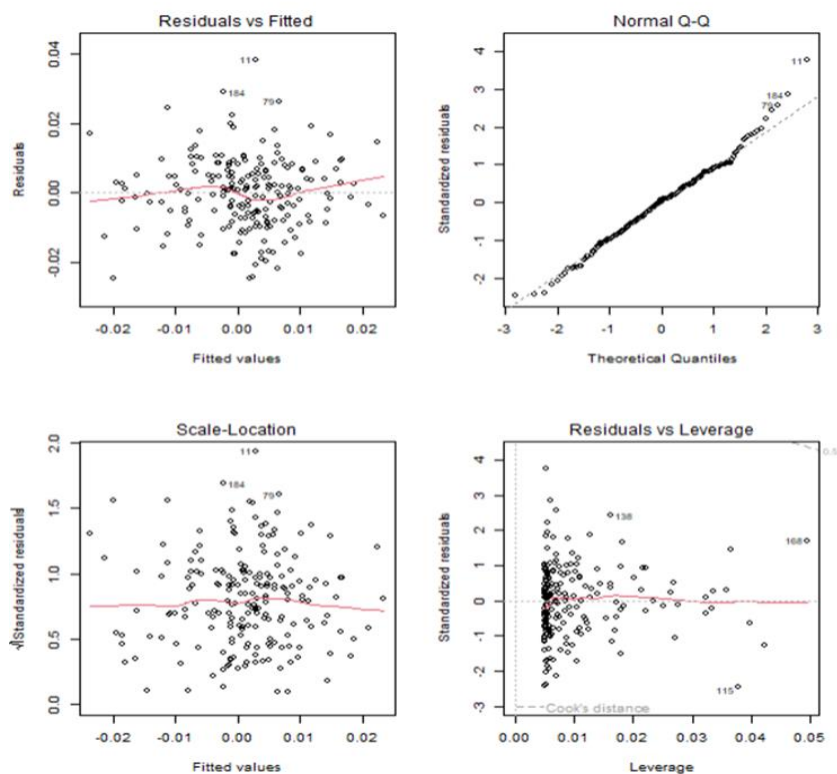 Residuals vs Fitted
Residuals
0.04
0.02
0.00
-0.02
11
184
79
-0.02 -0.01 0.00 0.01 0.02
Fitted values
Normal Q-Q
Standardized residuals
4
3
2
1
0
-1
-2
11
184
79
-3 -2 -1 0 1 2 3
Theoretical Quantiles
Scale-Location
√|Standardized residuals|
2.0
1.5
1.0
0.5
0.0
11
184
79
-0.02 -0.01 0.00 0.01 0.02
Fitted values
Residuals vs Leverage
Standardized residuals
4
3
2
1
0
-1
-2
-3
0.5
138
168
115
Cook's distance
0.00 0.01 0.02 0.03 0.04 0.05
Leverage